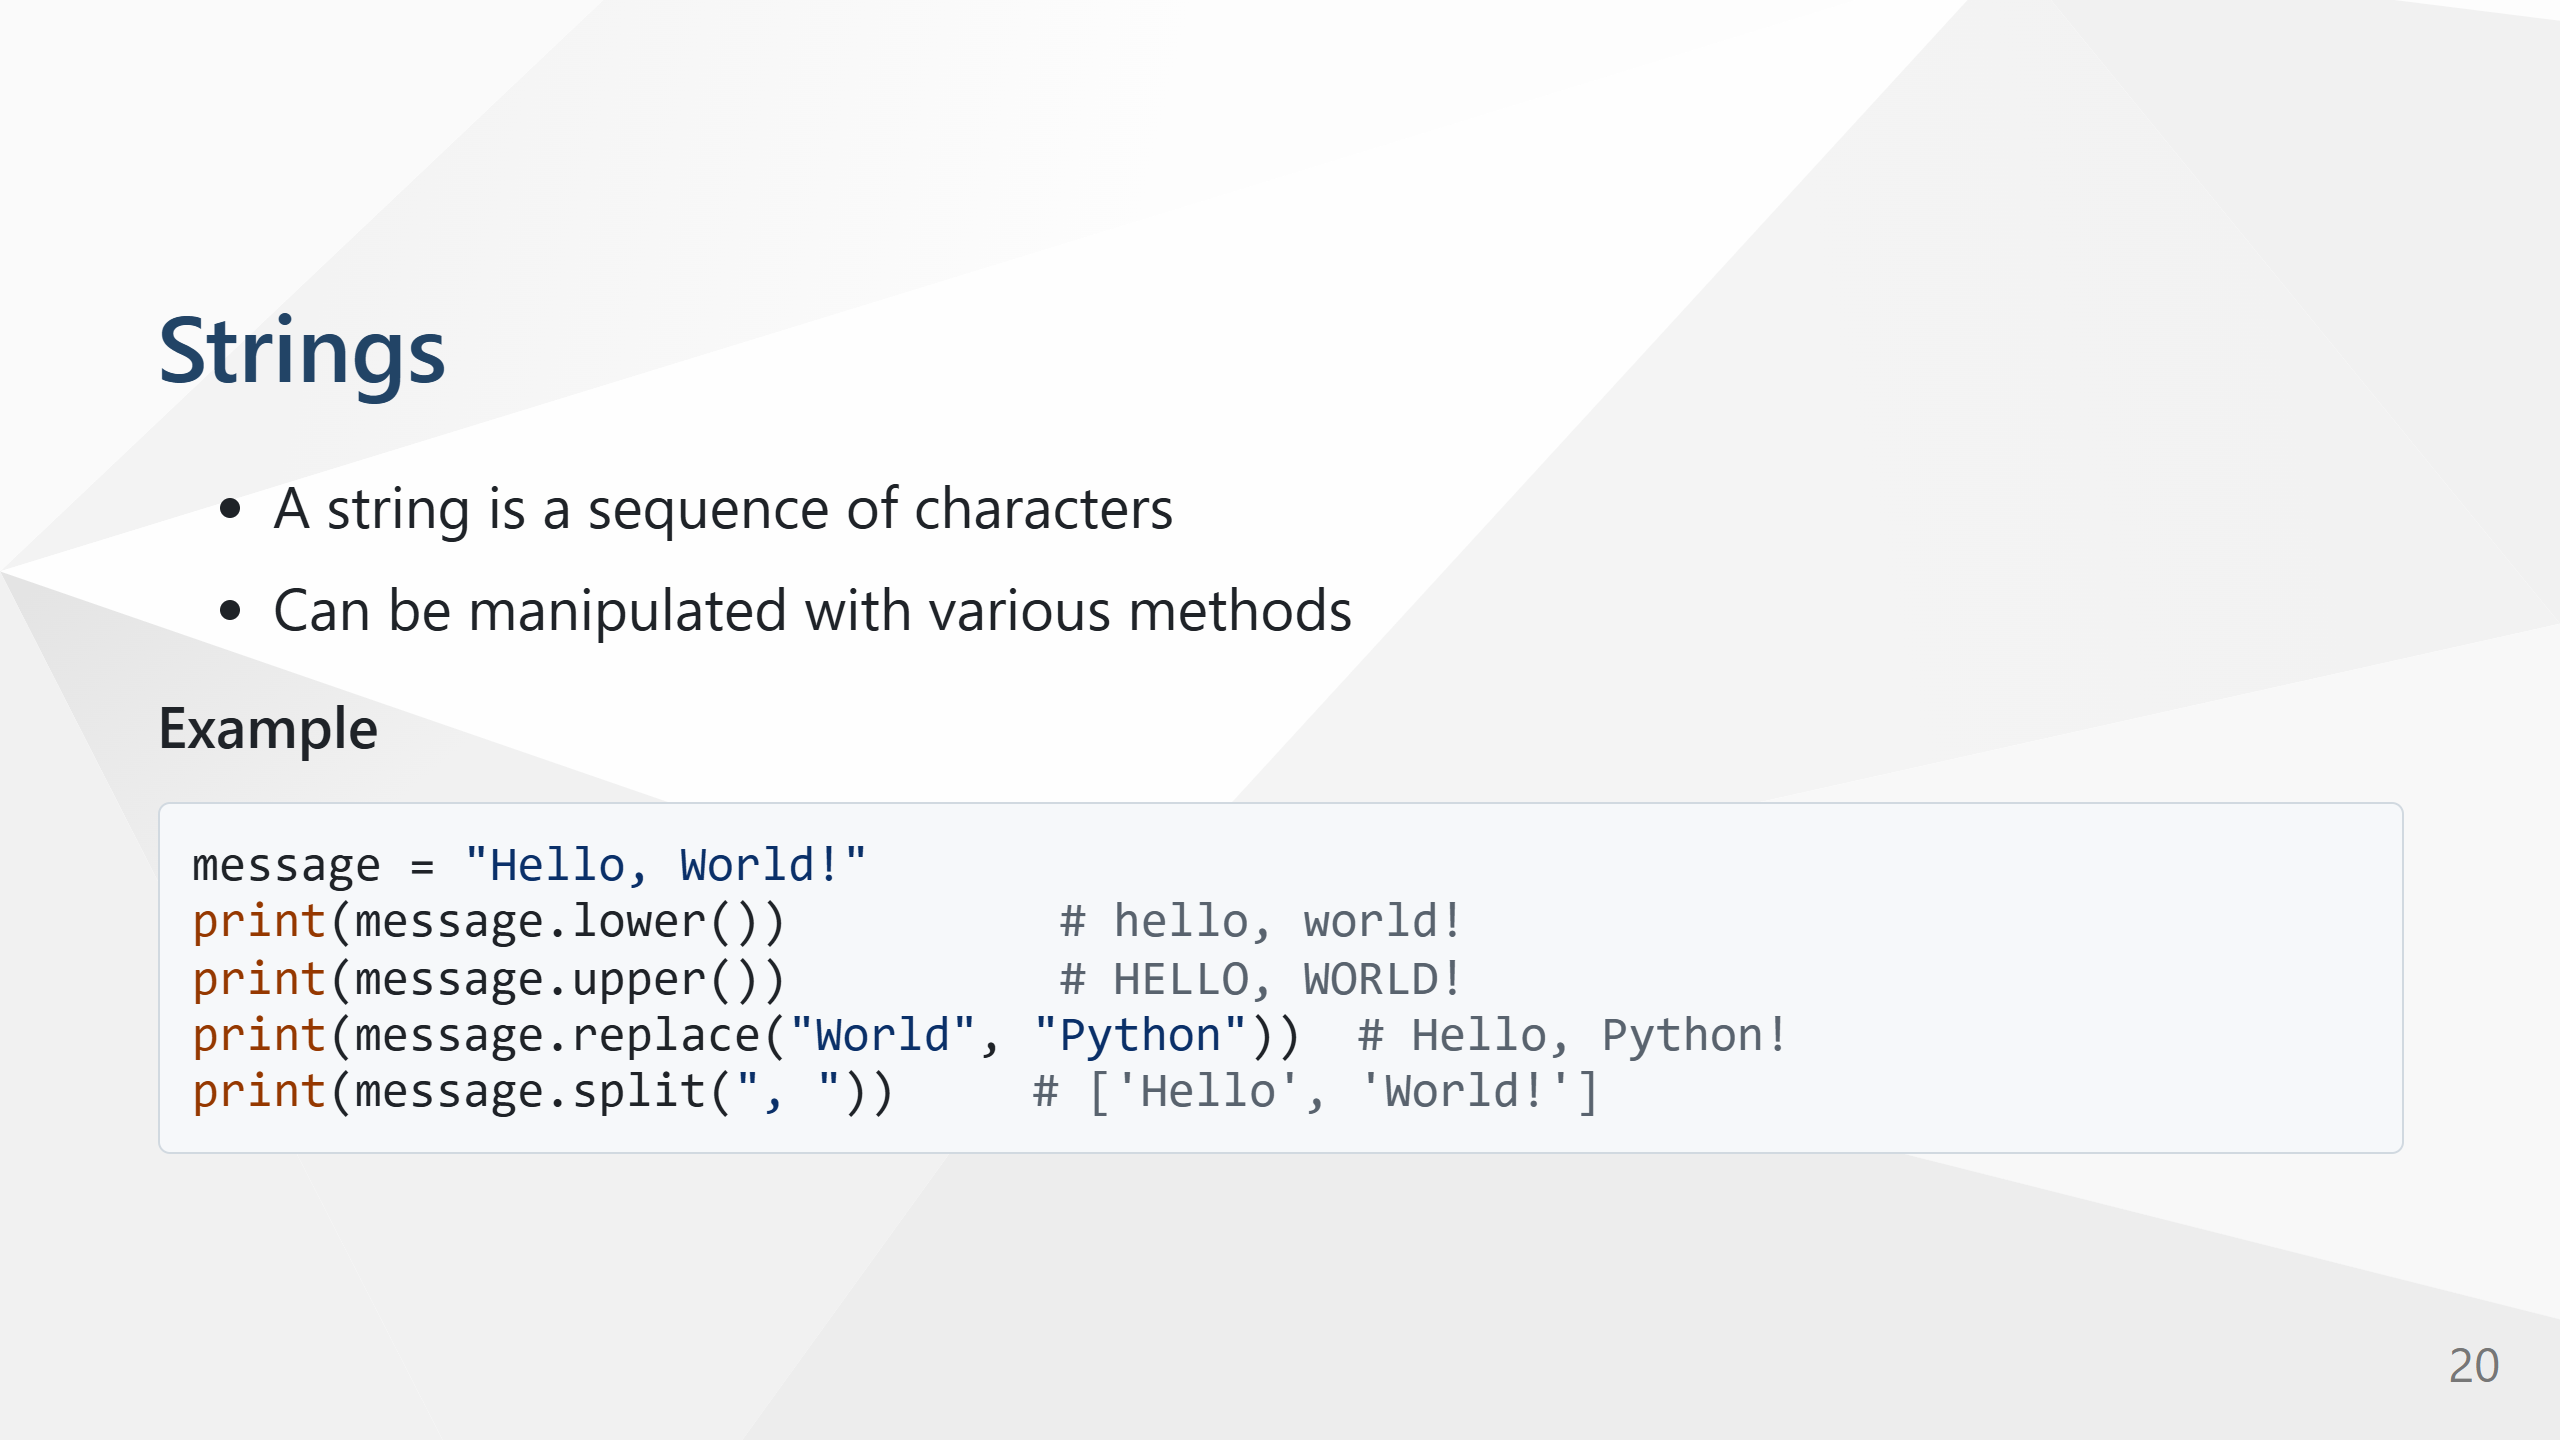 Strings
• A string is a sequence of characters
• Can be manipulated with various methods
Example
message = "Hello, World!"
print(message.lower())          # hello, world!
print(message.upper())          # HELLO, WORLD!
print(message.replace("World", "Python"))  # Hello, Python!
print(message.split(", "))     # ['Hello', 'World!']
20